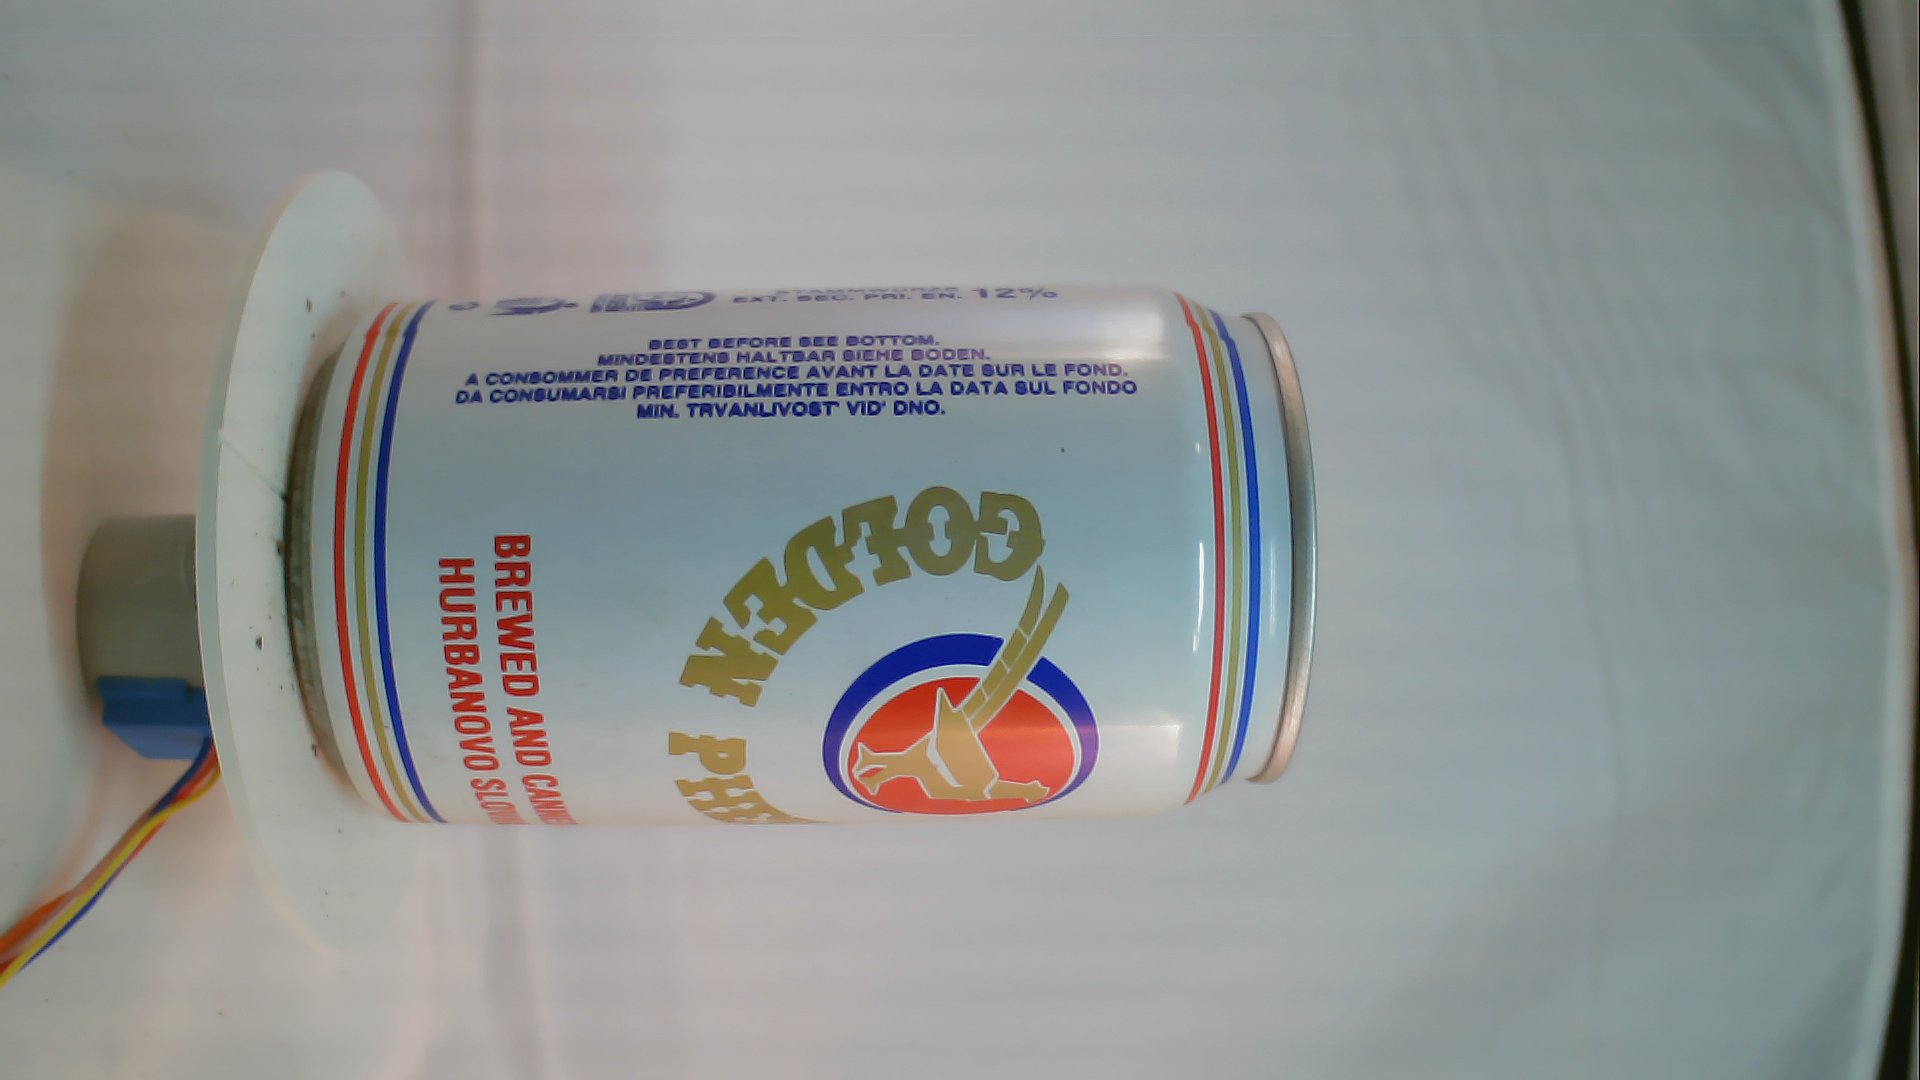 EXT. SEC. PRI. EN. 12%
BEST BEFORE SEE BOTTOM.
MINDESTENS HALTBAR SIEHE BODEN.
A CONSOMMER DE PREFERENCE AVANT LA DATE SUR LE FOND.
DA CONSUMARSI PREFERIBILMENTE ENTRO LA DATA SUL FONDO
MIN. TRVANLIVOST' VID' DNO.
GOLDEN
BREWED AND
HURBANOVO